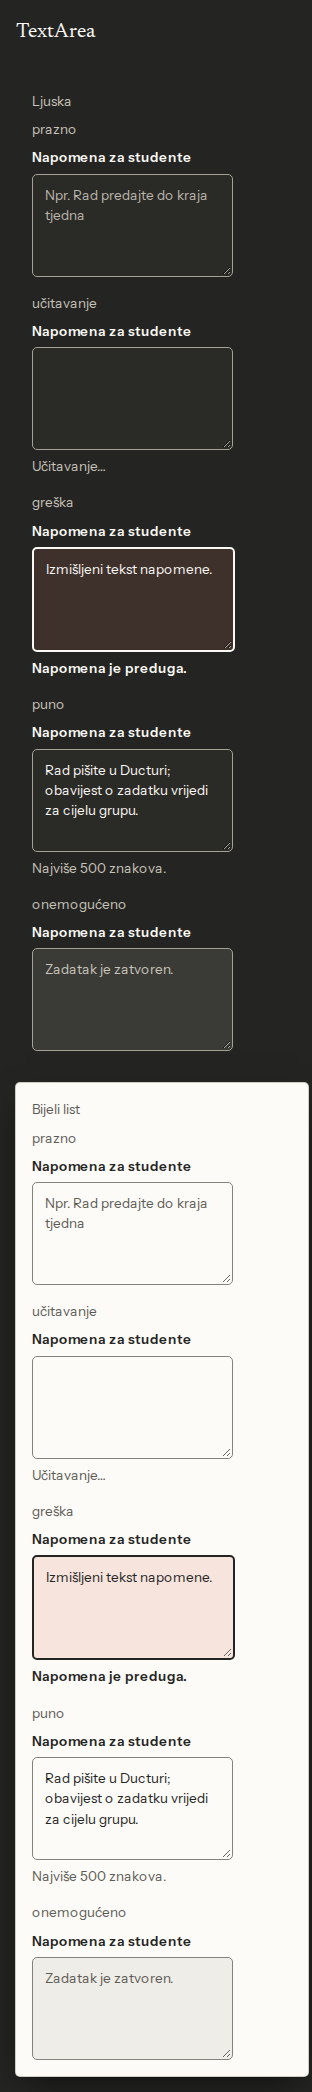 TextArea
Ljuska
prazno
Napomena za studente
Npr. Rad predajte do kraja
tjedna
učitavanje
Napomena za studente
Učitavanje…
greška
Napomena za studente
Izmišljeni tekst napomene.
Napomena je preduga.
puno
Napomena za studente
Rad pišite u Ducturi;
obavijest o zadatku vrijedi
za cijelu grupu.
Najviše 500 znakova.
onemogućeno
Napomena za studente
Zadatak je zatvoren.
Bijeli list
prazno
Napomena za studente
Npr. Rad predajte do kraja
tjedna
učitavanje
Napomena za studente
Učitavanje…
greška
Napomena za studente
Izmišljeni tekst napomene.
Napomena je preduga.
puno
Napomena za studente
Rad pišite u Ducturi;
obavijest o zadatku vrijedi
za cijelu grupu.
Najviše 500 znakova.
onemogućeno
Napomena za studente
Zadatak je zatvoren.